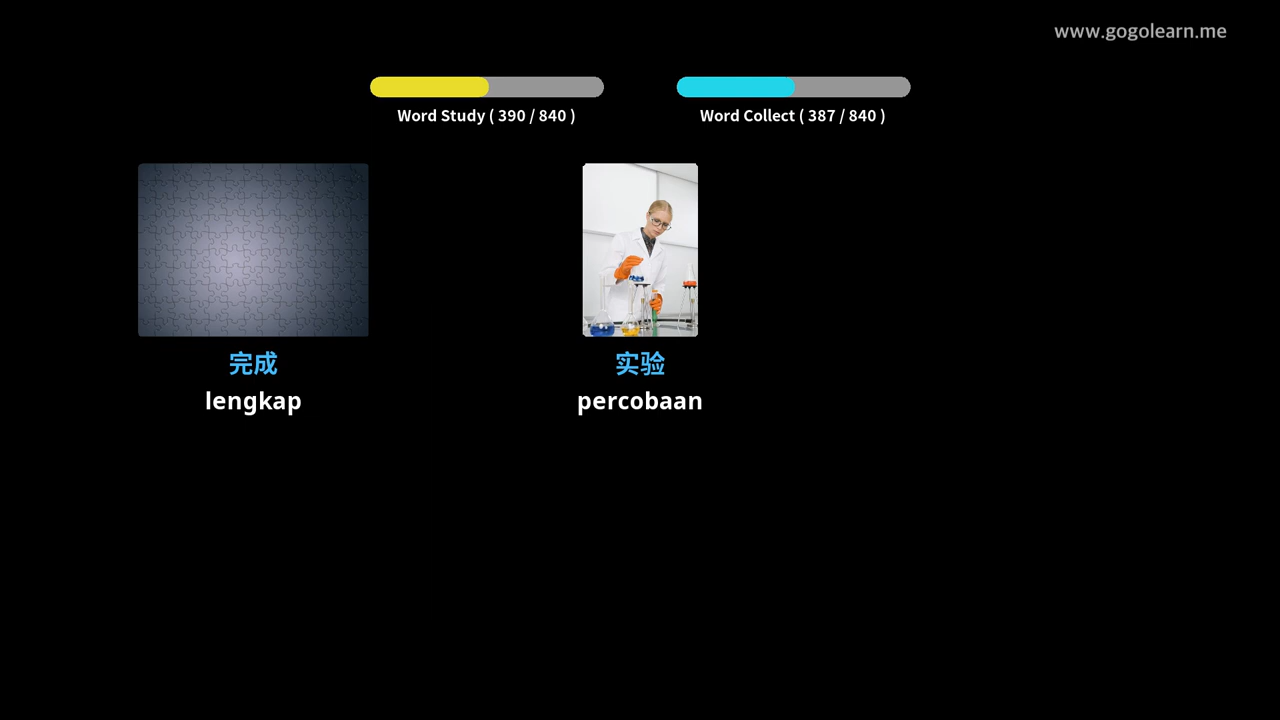 www.gogolearn.me
Word Study ( 390 / 840 )
Word Collect ( 387 / 840 )
完成
lengkap
实验
percobaan